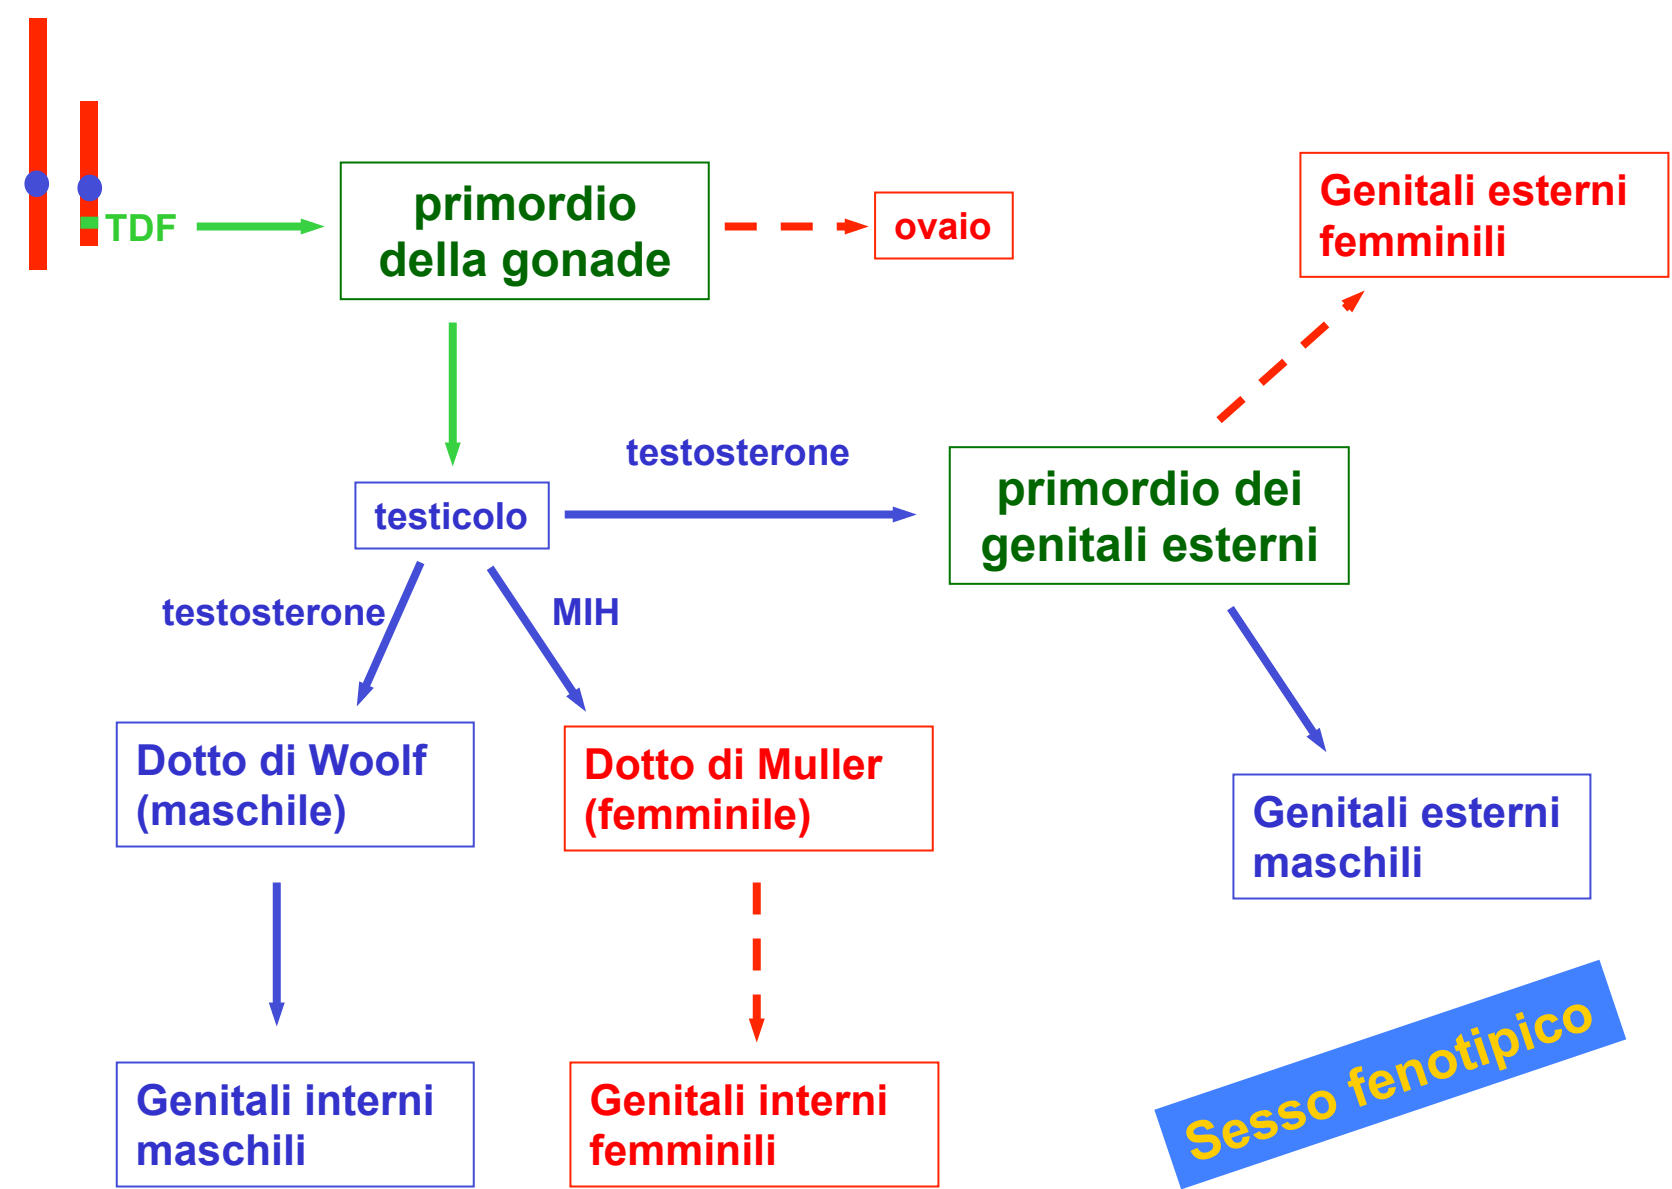 TDF
primordio
della gonade
ovaio
Genitali esterni
femminili
testosterone
testicolo
primordio dei
genitali esterni
testosterone
MIH
Dotto di Woolf
(maschile)
Dotto di Muller
(femminile)
Genitali esterni
maschili
Genitali interni
maschili
Genitali interni
femminili
Sesso fenotipico